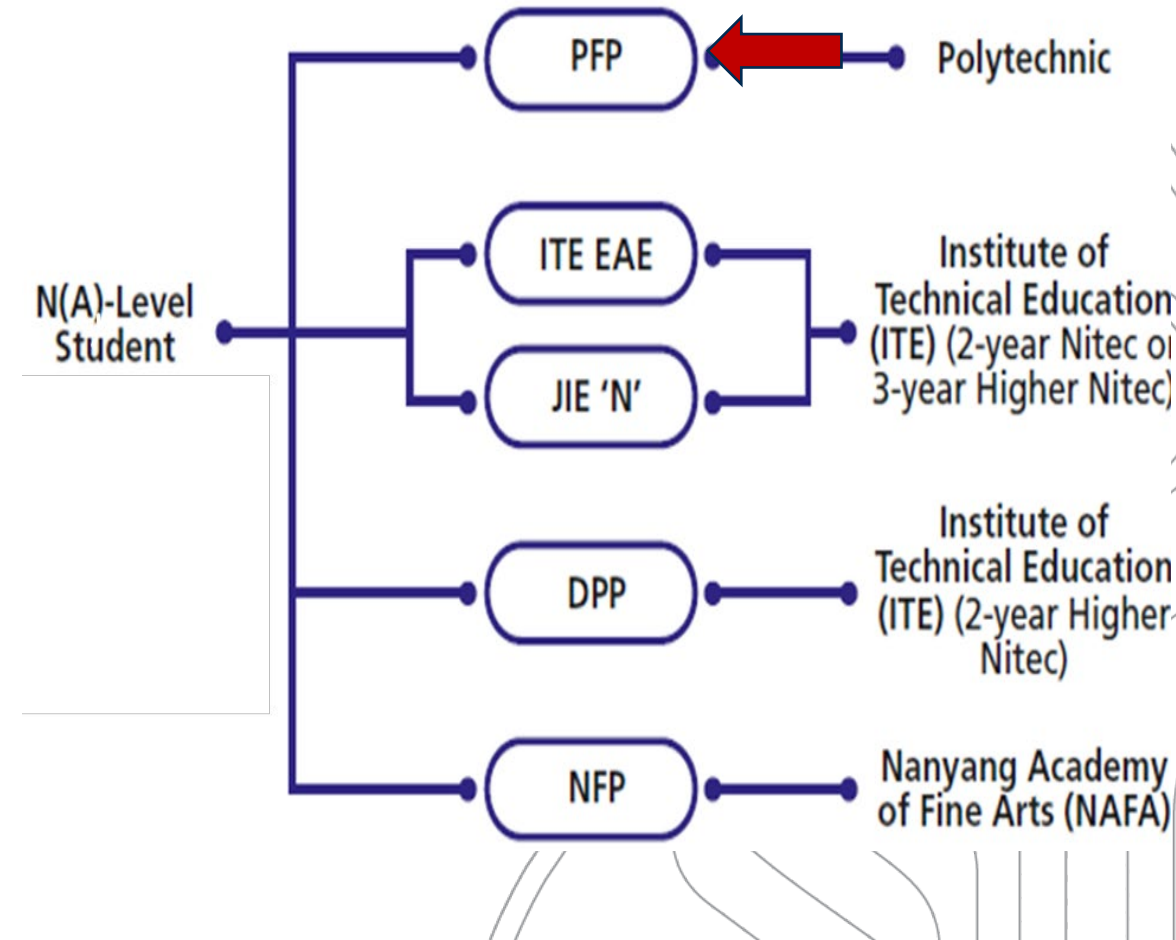 PFP
Polytechnic
N(A)-Level
Student
ITE EAE
JIE ‘N’
Institute of
Technical Education
(ITE) (2-year Nitec or
3-year Higher Nitec)
DPP
Institute of
Technical Education
(ITE) (2-year Higher
Nitec)
NFP
Nanyang Academy
of Fine Arts (NAFA)